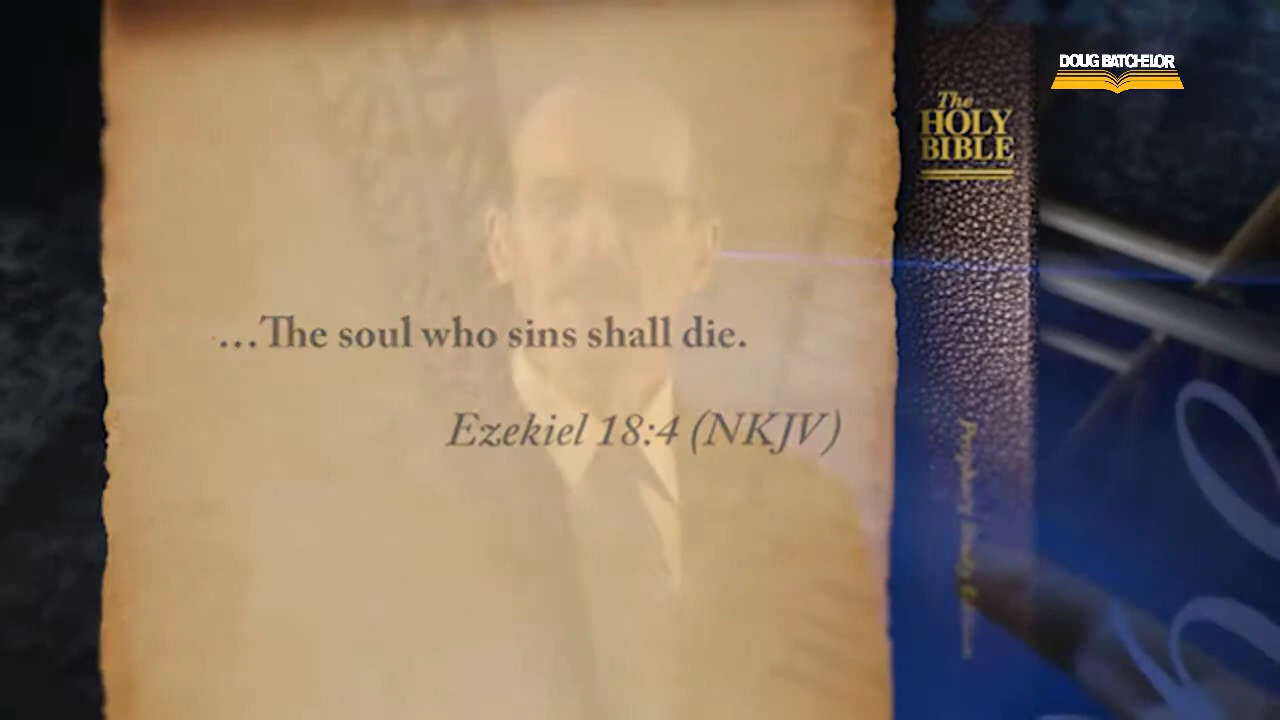 …The soul who sins shall die.
Ezekiel 18:4 (NKJV)
The
HOLY
BIBLE
DOUG BATCHELOR